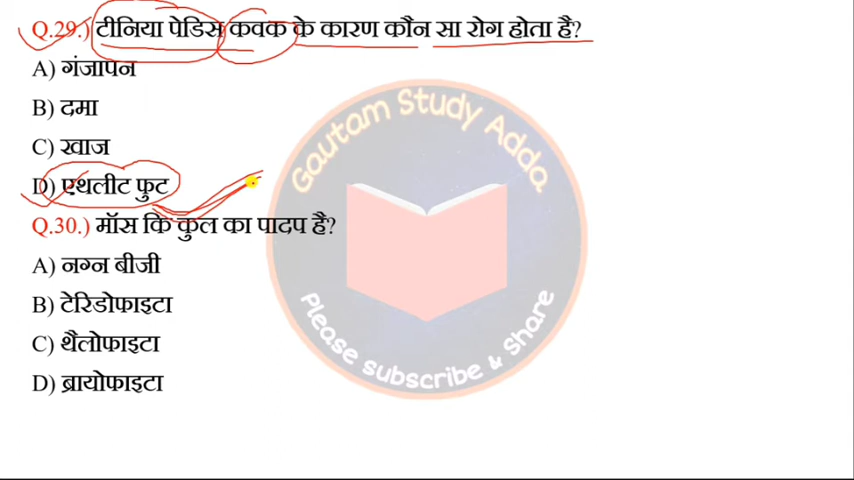 Q.29.) टीनिया पेडिस कवक के कारण कौन सा रोग होता है?
A) गंजापन
B) दमा
C) खाज
D) एथलीट फुट
Q.30.) मॉस कि कुल का पादप है?
A) नग्न बीजी
B) टेरिडोफाइटा
C) थैलोफाइटा
D) ब्रायोफाइटा
Gautam Study Adda
Please subscribe & share